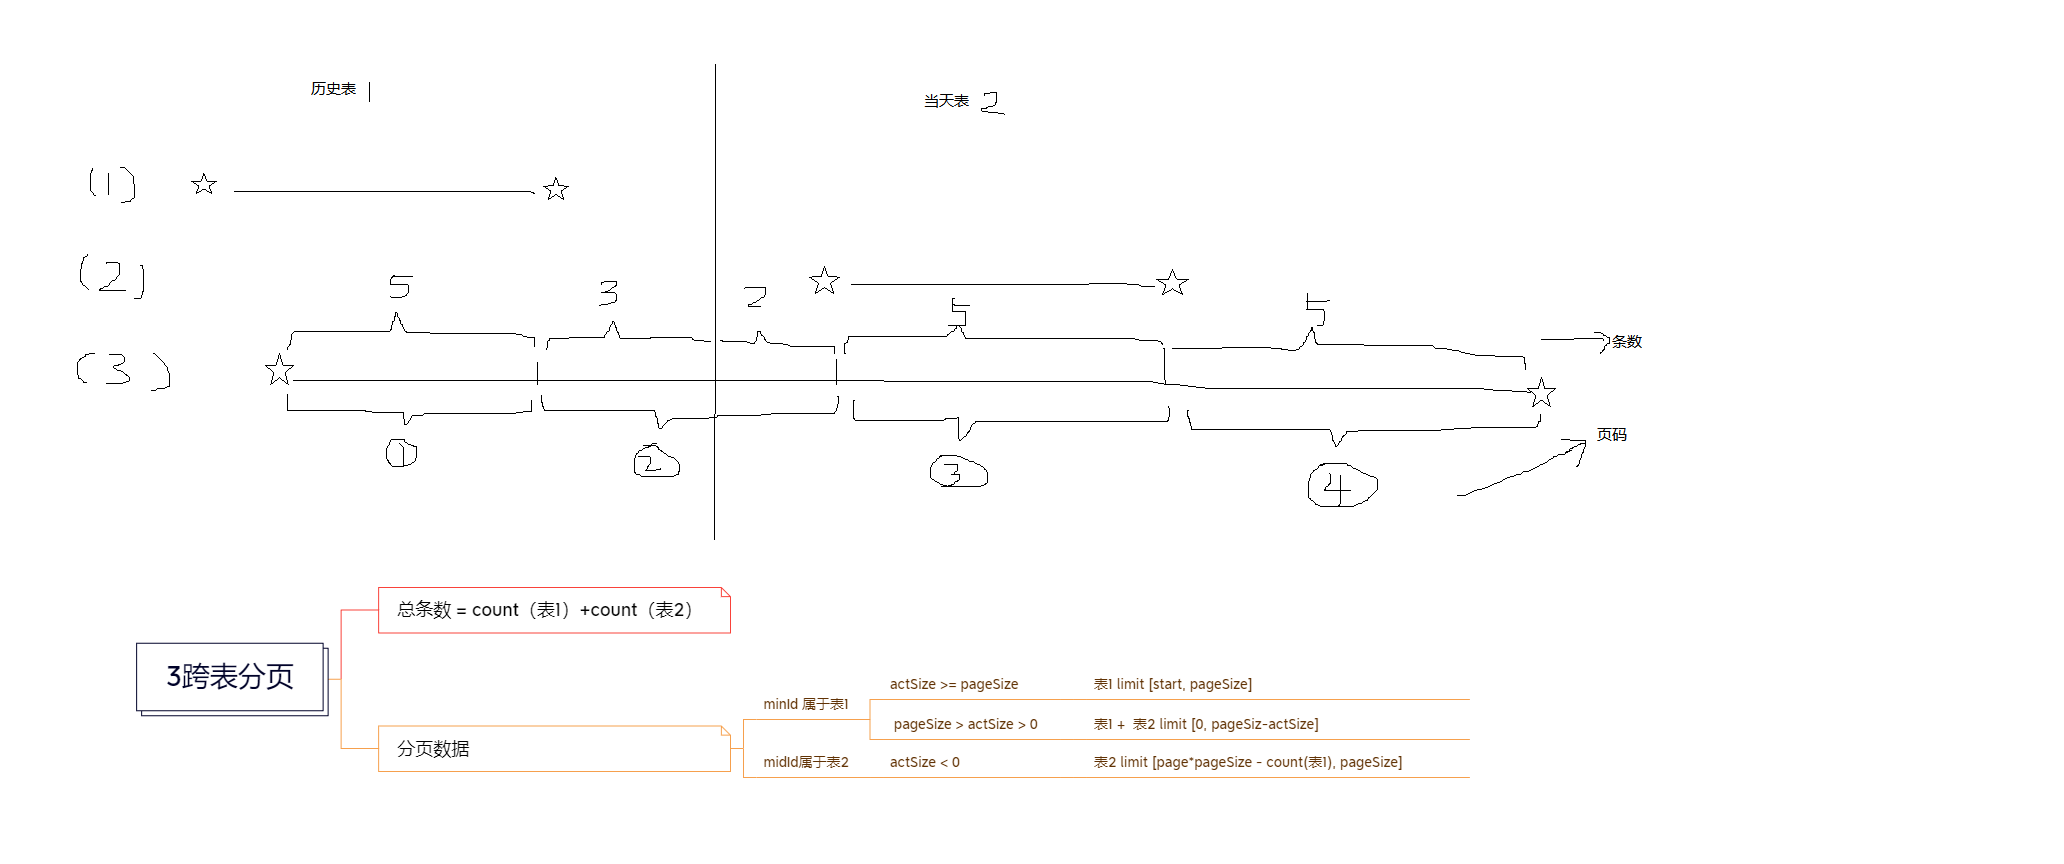 历史表 1
当天表 2
(1)
(2)
5 3 2 5 5
条数
(3)
① ② ③ ④
页码
总条数 = count（表1）+count（表2）
3跨表分页
分页数据
minId 属于表1
actSize >= pageSize 表1 limit [start, pageSize]
pageSize > actSize > 0 表1 + 表2 limit [0, pageSiz-actSize]
midId属于表2 actSize < 0 表2 limit [page*pageSize - count(表1), pageSize]